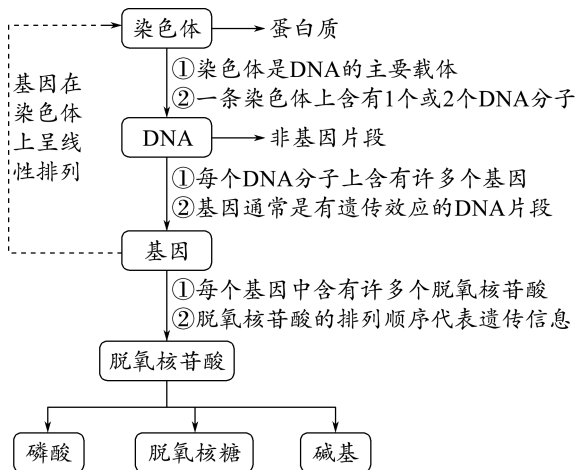 染色体
蛋白质
①染色体是DNA的主要载体
②一条染色体上含有1个或2个DNA分子
基因在
染色体
上呈线
性排列
DNA
非基因片段
①每个DNA分子上含有许多个基因
②基因通常是有遗传效应的DNA片段
基因
①每个基因中含有许多个脱氧核苷酸
②脱氧核苷酸的排列顺序代表遗传信息
脱氧核苷酸
磷酸
脱氧核糖
碱基